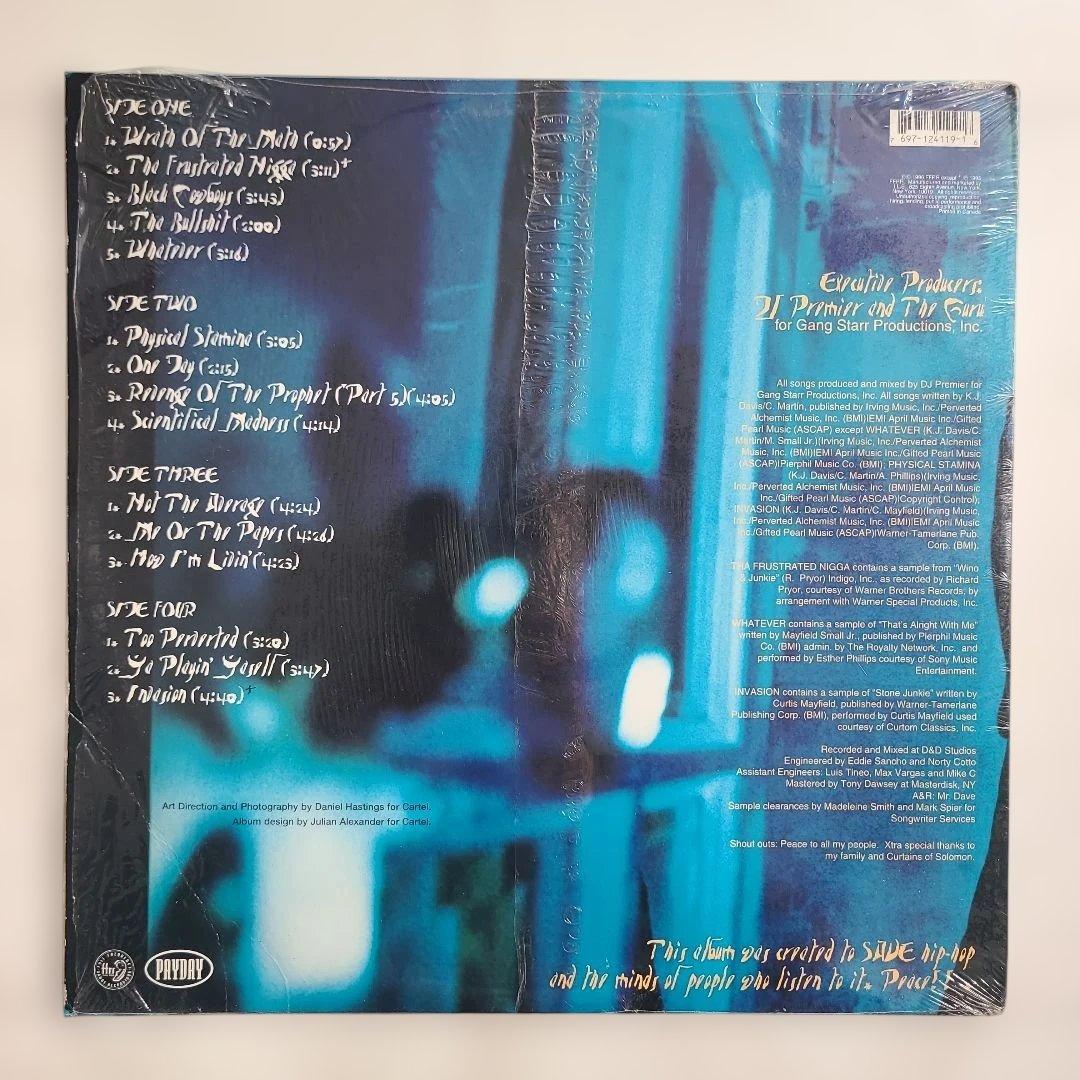 SIDE ONE
1. Wrath Of The Math (0:57)
2. Tha Frustrated Nigga (3:11)+
3. Black Cowboys (3:43)
4. Tha Bullshit (2:00)
5. Whatever (3:16)
SIDE TWO
1. Physical Stamina (3:05)
2. One Day (2:15)
3. Revenge Of The Prophet (Part 5) (4:05)
4. Scientifical Madness (4:14)
SIDE THREE
1. Not The Average (4:24)
2. Me Or The Papes (4:26)
3. How I'm Livin' (4:23)
SIDE FOUR
1. Too Perverted (3:20)
2. Ya Playin' Yaself (3:47)
3. Invasion (4:40)+
Art Direction and Photography by Daniel Hastings for Cartel.
Album design by Julian Alexander for Cartel.
PAYDAY
7 697-124119-1 6
Printed in Canada
Executive Producers:
DJ Premier and The Guru
for Gang Starr Productions, Inc.
All songs produced and mixed by DJ Premier for
Gang Starr Productions, Inc. All songs written by K.J.
Davis/C. Martin, published by Irving Music, Inc./Perverted
Alchemist Music, Inc. (BMI)|EMI April Music Inc./Gifted
Pearl Music (ASCAP) except WHATEVER (K.J. Davis/C.
Martin/M. Small Jr.)(Irving Music, Inc./Perverted Alchemist
Music, Inc. (BMI)|EMI April Music Inc./Gifted Pearl Music
(ASCAP)|Pierphil Music Co. (BMI); PHYSICAL STAMINA
(K.J. Davis/C. Martin/A. Phillips)(Irving Music,
Inc./Perverted Alchemist Music, Inc. (BMI)|EMI April Music
Inc./Gifted Pearl Music (ASCAP)|Copyright Control);
INVASION (K.J. Davis/C. Martin/C. Mayfield)(Irving Music,
Inc./Perverted Alchemist Music, Inc. (BMI)|EMI April Music
Inc./Gifted Pearl Music (ASCAP)|Warner-Tamerlane Pub.
Corp. (BMI).
THA FRUSTRATED NIGGA contains a sample from "Wino
& Junkie" (R. Pryor) Indigo, Inc., as recorded by Richard
Pryor, courtesy of Warner Brothers Records, by
arrangement with Warner Special Products, Inc.
WHATEVER contains a sample of "That's Alright With Me"
written by Mayfield Small Jr., published by Pierphil Music
Co. (BMI) admin. by The Royalty Network, Inc. and
performed by Esther Phillips courtesy of Sony Music
Entertainment.
INVASION contains a sample of "Stone Junkie" written by
Curtis Mayfield, published by Warner-Tamerlane
Publishing Corp. (BMI), performed by Curtis Mayfield used
courtesy of Curtom Classics, Inc.
Recorded and Mixed at D&D Studios
Engineered by Eddie Sancho and Norty Cotto
Assistant Engineers: Luis Tineo, Max Vargas and Mike C
Mastered by Tony Dawsey at Masterdisk, NY
A&R: Mr. Dave
Sample clearances by Madeleine Smith and Mark Spier for
Songwriter Services
Shout outs: Peace to all my people. Xtra special thanks to
my family and Curtains of Solomon.
This album was created to SAVE hip-hop
and the minds of people who listen to it. Peace!!